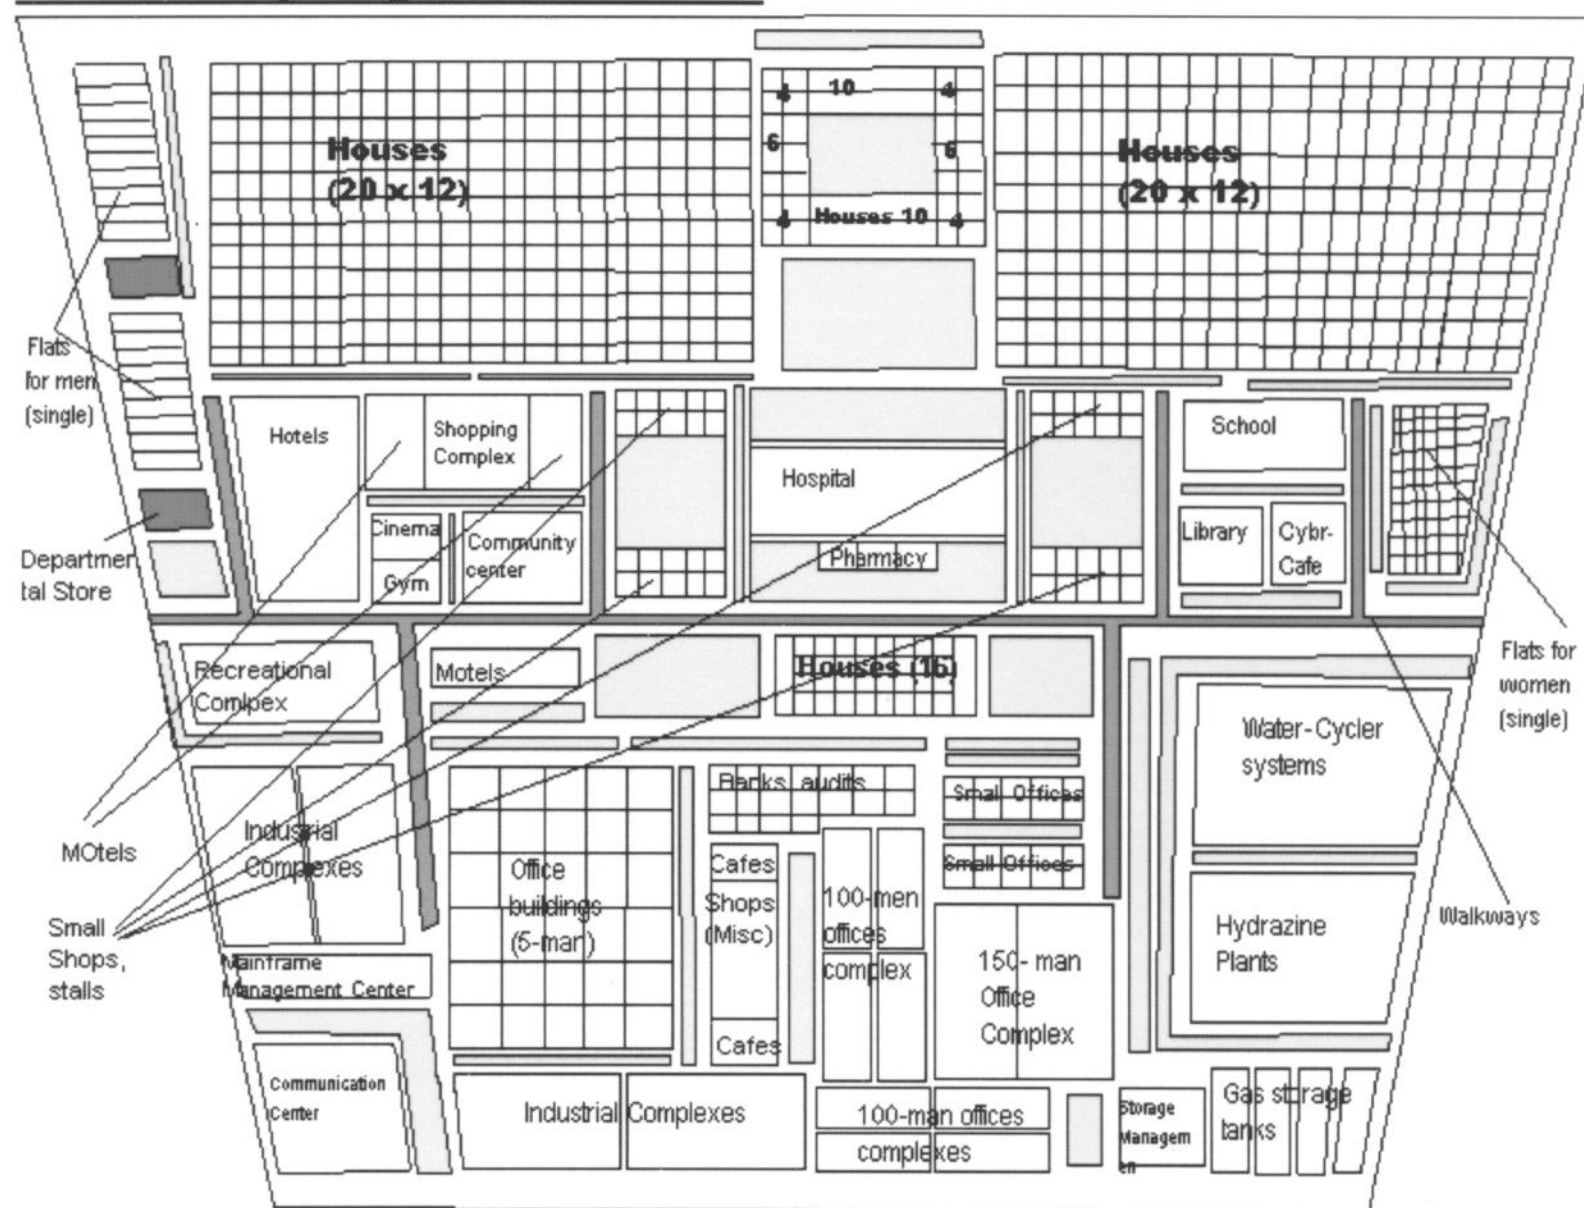 4 10 4
Houses
(20 x 12)
6 6
Houses
(20 x 12)
4 Houses 10 4
Flats
for men
(single)
Hotels
Shopping
Complex
School
Hospital
Cinema
Community
center
Gym
Pharmacy
Library
Cybr-
Cafe
Departmen
tal Store
Recreational
Comlpex
Motels
Houses (16)
Flats for
women
(single)
Water-Cycler
systems
Banks audits
Small Offices
MOtels
Industrial
Complexes
Office
buildings
(5-man)
Cafes
Shops
(Misc)
100-men
offices
complex
Small Offices
Small
Shops,
stalls
Walkways
Hydrazine
Plants
Mainframe
Management Center
150- man
Office
Complex
Cafes
Communication
Center
Industrial Complexes
100-man offices
complexes
Storage
Managem
en
Gas storage
tanks